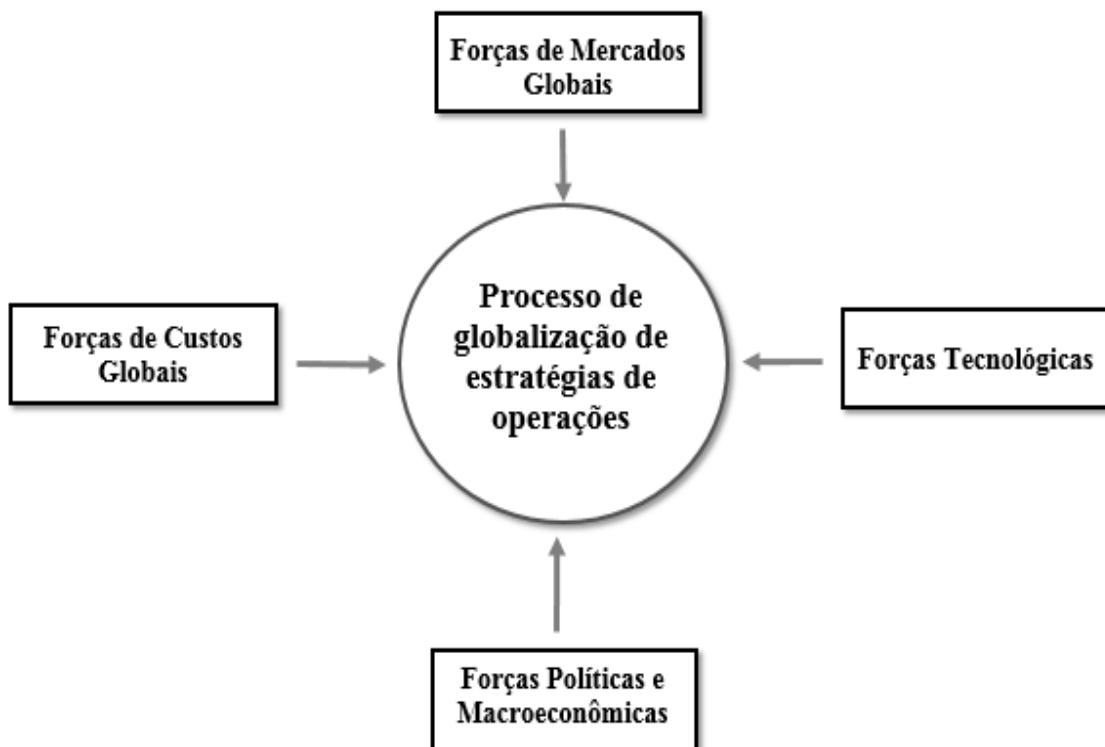 Forças de Mercados
Globais
Processo de
globalização de
estratégias de
operações
Forças de Custos
Globais
Forças Tecnológicas
Forças Políticas e
Macroeconômicas